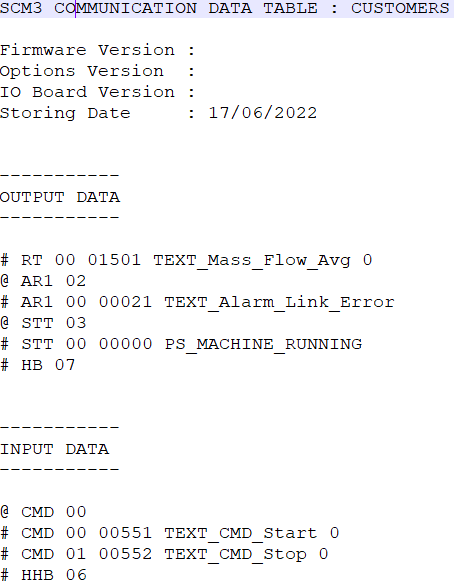 SCM3 COMMUNICATION DATA TABLE : CUSTOMERS
Firmware Version :
Options Version  :
IO Board Version :
Storing Date     : 17/06/2022
-----------
OUTPUT DATA
-----------
# RT 00 01501 TEXT_Mass_Flow_Avg 0
@ AR1 02
# AR1 00 00021 TEXT_Alarm_Link_Error
@ STT 03
# STT 00 00000 PS_MACHINE_RUNNING
# HB 07
-----------
INPUT DATA
-----------
@ CMD 00
# CMD 00 00551 TEXT_CMD_Start 0
# CMD 01 00552 TEXT_CMD_Stop 0
# HHB 06